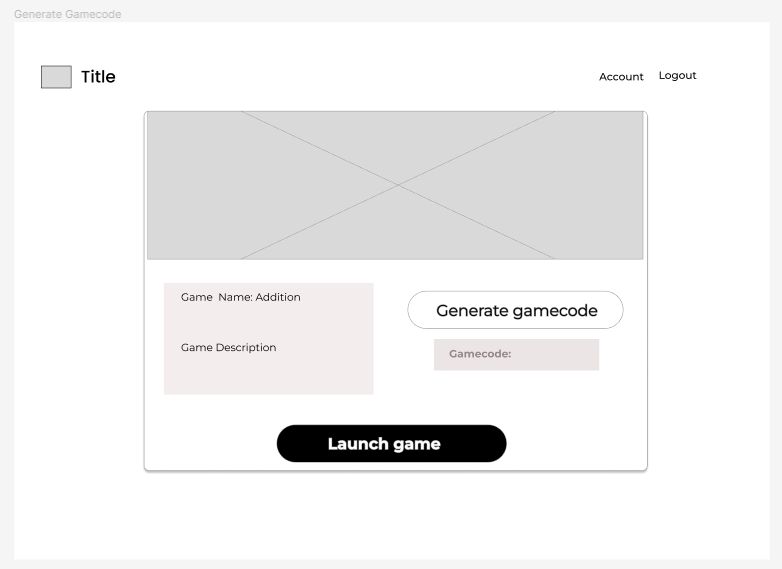 Generate Gamecode
Title
Account
Logout
Game Name: Addition
Game Description
Generate gamecode
Gamecode:
Launch game